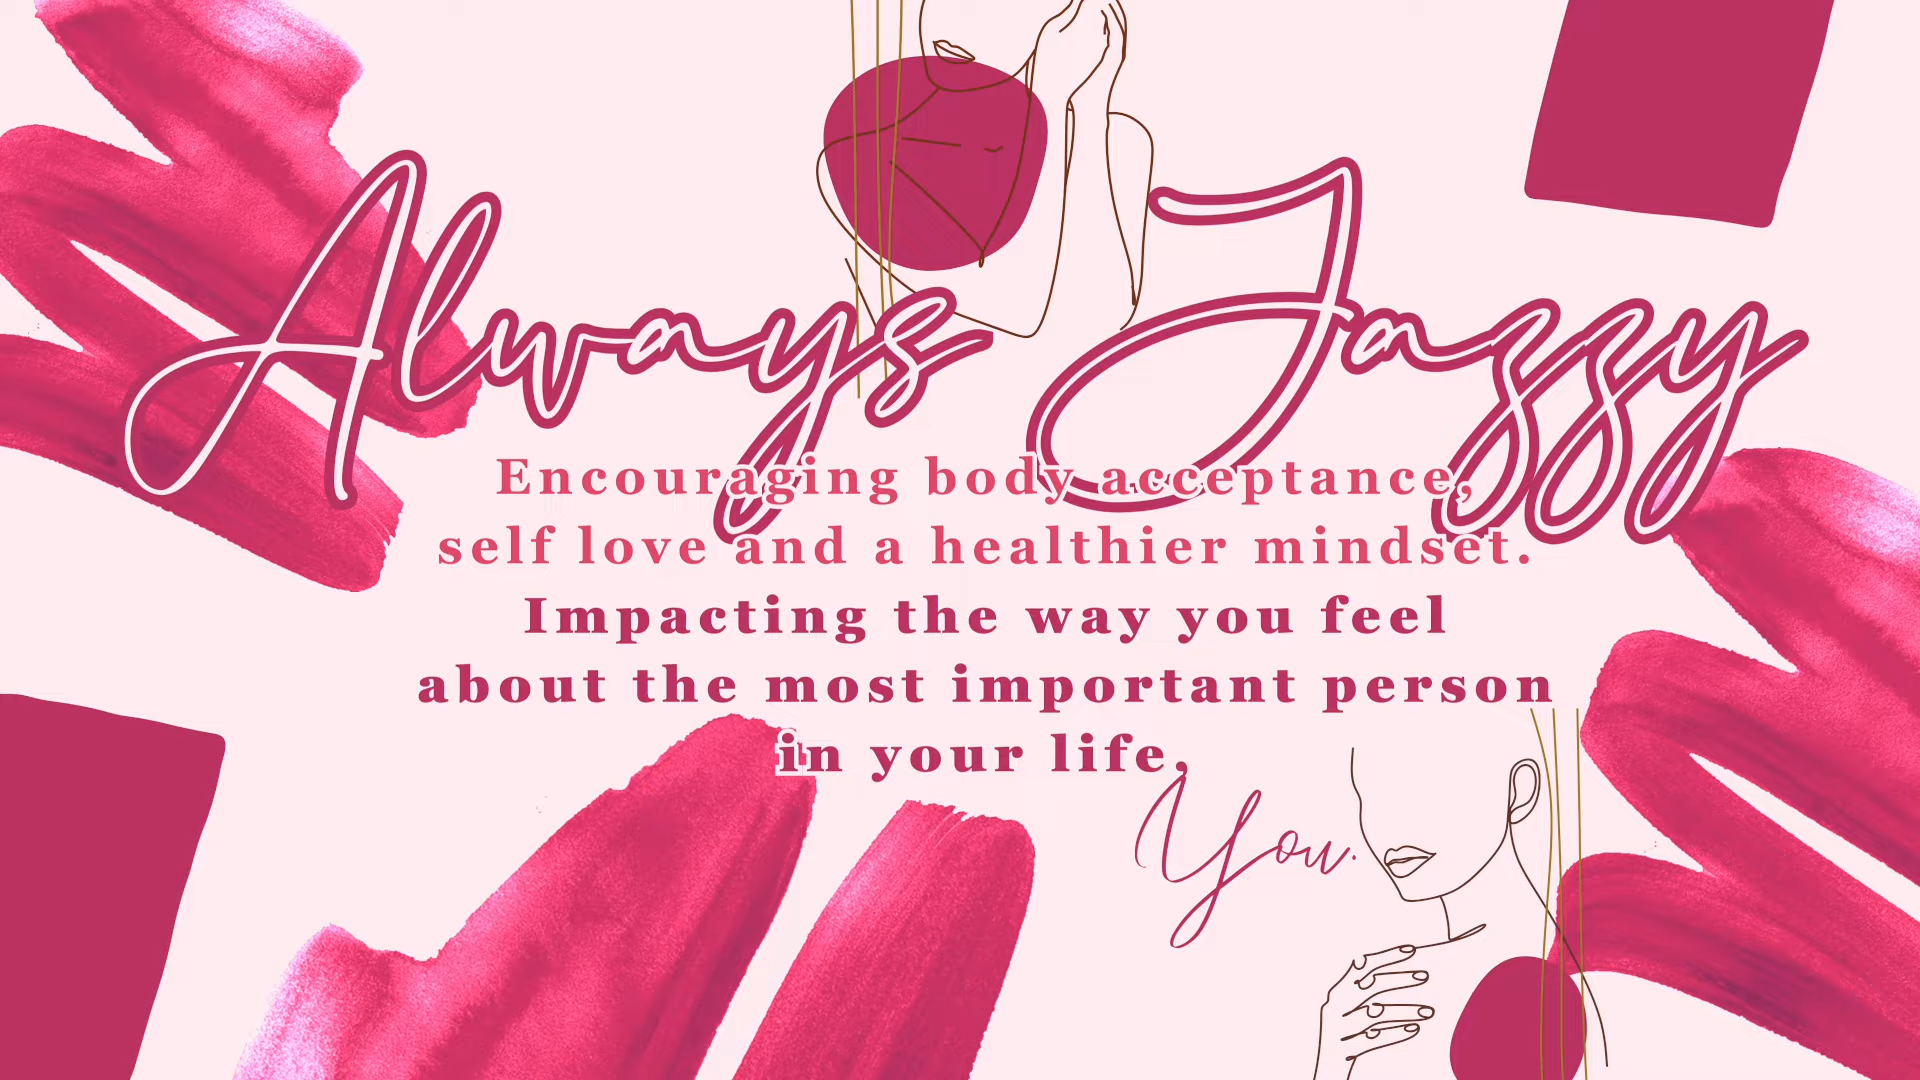 Always Jazzy
Encouraging body acceptance,
self love and a healthier mindset.
Impacting the way you feel
about the most important person
in your life,
You.